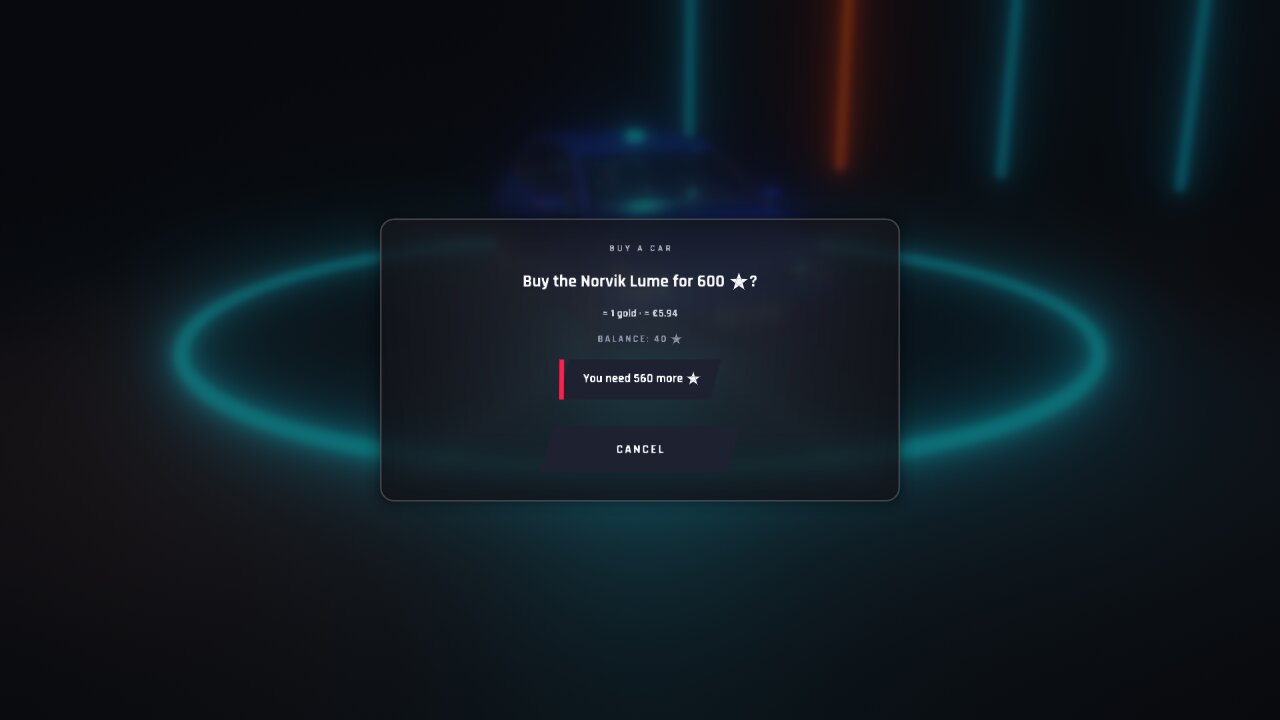 BUY A CAR
Buy the Norvik Lume for 600 ★?
≈ 1 gold · ≈ €5.94
BALANCE: 40 ★
You need 560 more ★
CANCEL